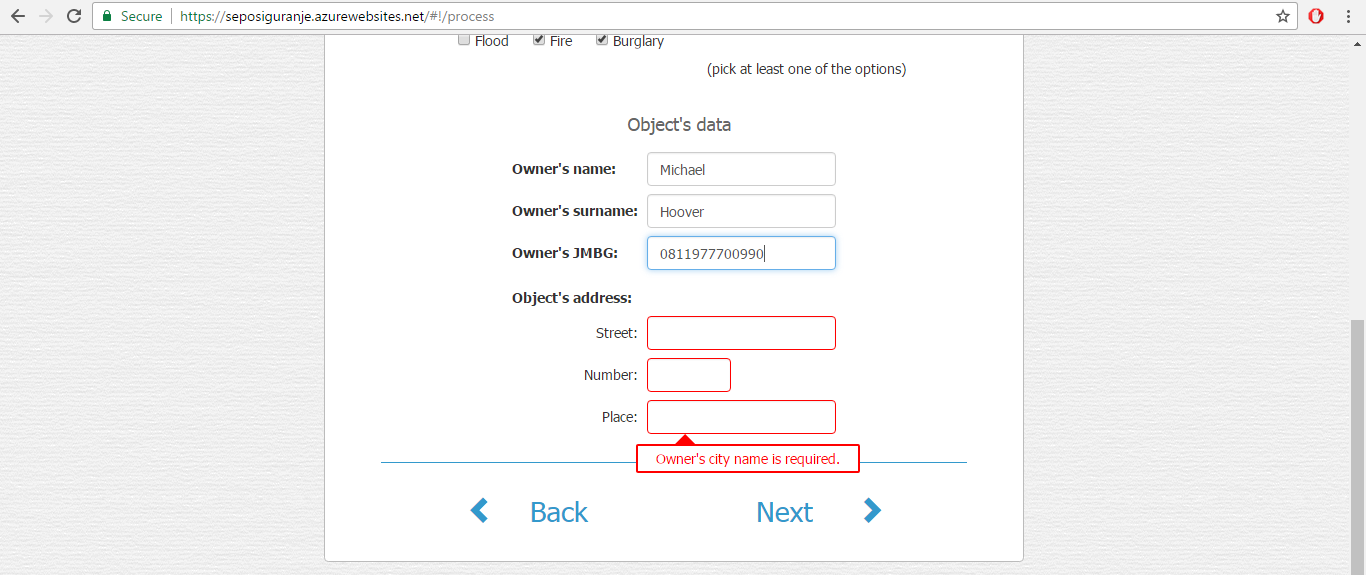 Secure https://seposiguranje.azurewebsites.net/#!/process
Flood Fire Burglary
(pick at least one of the options)
Object's data
Owner's name: Michael
Owner's surname: Hoover
Owner's JMBG: 0811977700990
Object's address:
Street:
Number:
Place:
Owner's city name is required.
Back Next